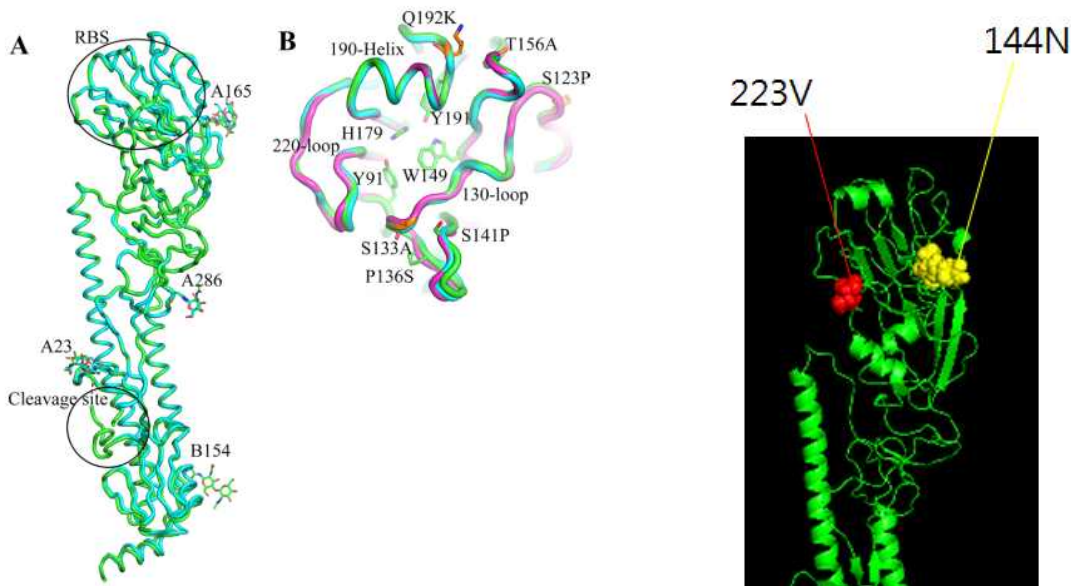 A
RBS
A165
A286
A23
Cleavage site
B154
B
Q192K
190-Helix
T156A
S123P
Y191
H179
220-loop
W149
Y91
130-loop
S133A
S141P
P136S
144N
223V